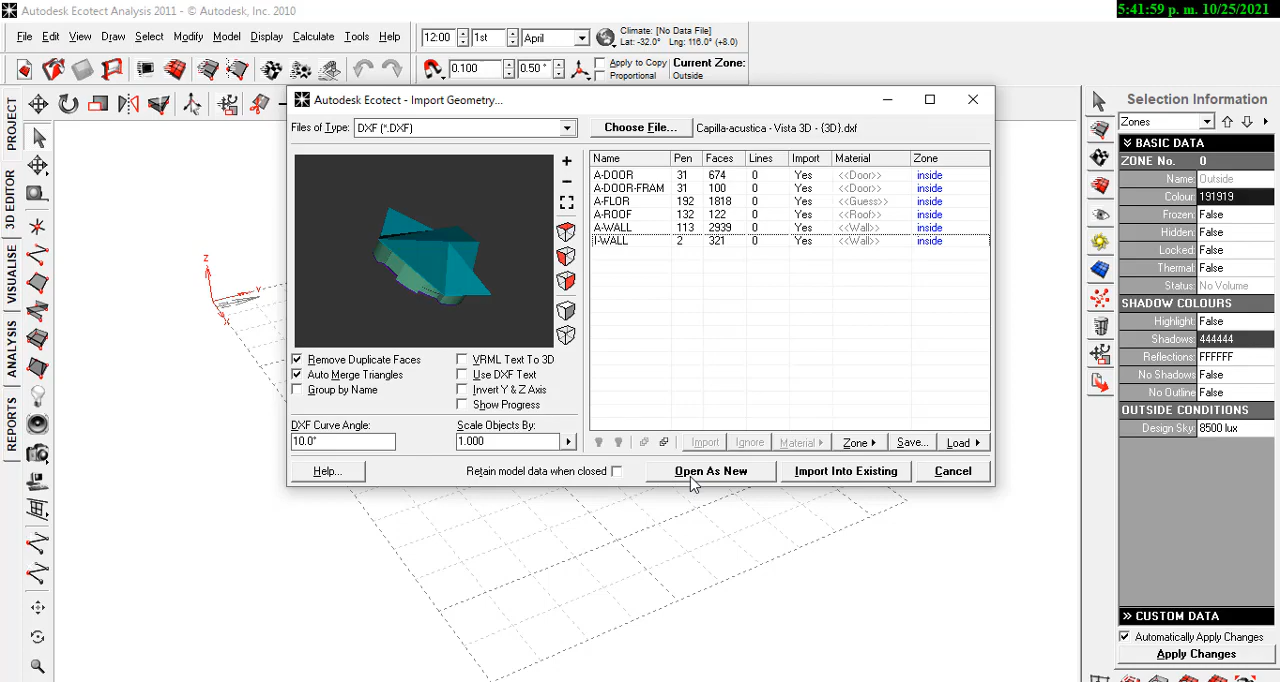 Autodesk Ecotect Analysis 2011 - © Autodesk, Inc. 2010
5:41:59 p. m. 10/25/2021
File Edit View Draw Select Modify Model Display Calculate Tools Help
12:00 1st April
Climate: [No Data File]
Lat: -32.0° Lng: 116.0° (+8.0)
0.100 0.50 °
Apply to Copy
Proportional
Current Zone:
Outside
PROJECT
3D EDITOR
VISUALISE
ANALYSIS
REPORTS
Z
Y
X
Autodesk Ecotect - Import Geometry...
Files of Type: DXF (*.DXF) Choose File... Capilla-acustica - Vista 3D - {3D}.dxf
Name Pen Faces Lines Import Material Zone
A-DOOR 31 674 0 Yes <<Door>> inside
A-DOOR-FRAM 31 100 0 Yes <<Door>> inside
A-FLOR 192 1818 0 Yes <<Guess>> inside
A-ROOF 132 122 0 Yes <<Roof>> inside
A-WALL 113 2939 0 Yes <<Wall>> inside
I-WALL 2 321 0 Yes <<Wall>> inside
Remove Duplicate Faces VRML Text To 3D
Auto Merge Triangles Use DXF Text
Group by Name Invert Y & Z Axis
Show Progress
DXF Curve Angle: Scale Objects By:
10.0° 1.000
Import Ignore Material Zone Save... Load
Help... Retain model data when closed Open As New Import Into Existing Cancel
Selection Information
Zones
BASIC DATA
ZONE No. 0
Name: Outside
Colour: 191919
Frozen: False
Hidden: False
Locked: False
Thermal: False
Status: No Volume
SHADOW COLOURS
Highlight: False
Shadows: 444444
Reflections: FFFFFF
No Shadows False
No Outline False
OUTSIDE CONDITIONS
Design Sky: 8500 lux
CUSTOM DATA
Automatically Apply Changes
Apply Changes